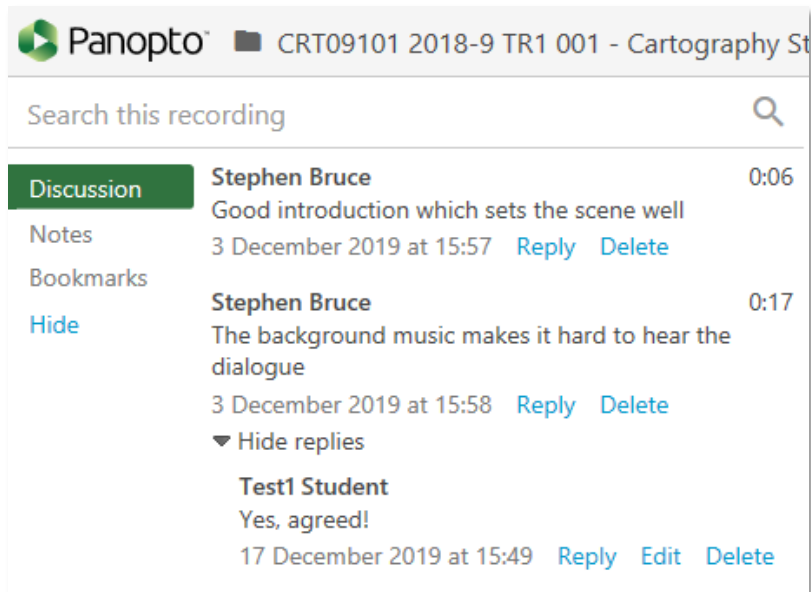 Panopto™ CRT09101 2018-9 TR1 001 - Cartography St
Search this recording
Discussion
Notes
Bookmarks
Hide
Stephen Bruce 0:06
Good introduction which sets the scene well
3 December 2019 at 15:57 Reply Delete
Stephen Bruce 0:17
The background music makes it hard to hear the
dialogue
3 December 2019 at 15:58 Reply Delete
Hide replies
Test1 Student
Yes, agreed!
17 December 2019 at 15:49 Reply Edit Delete